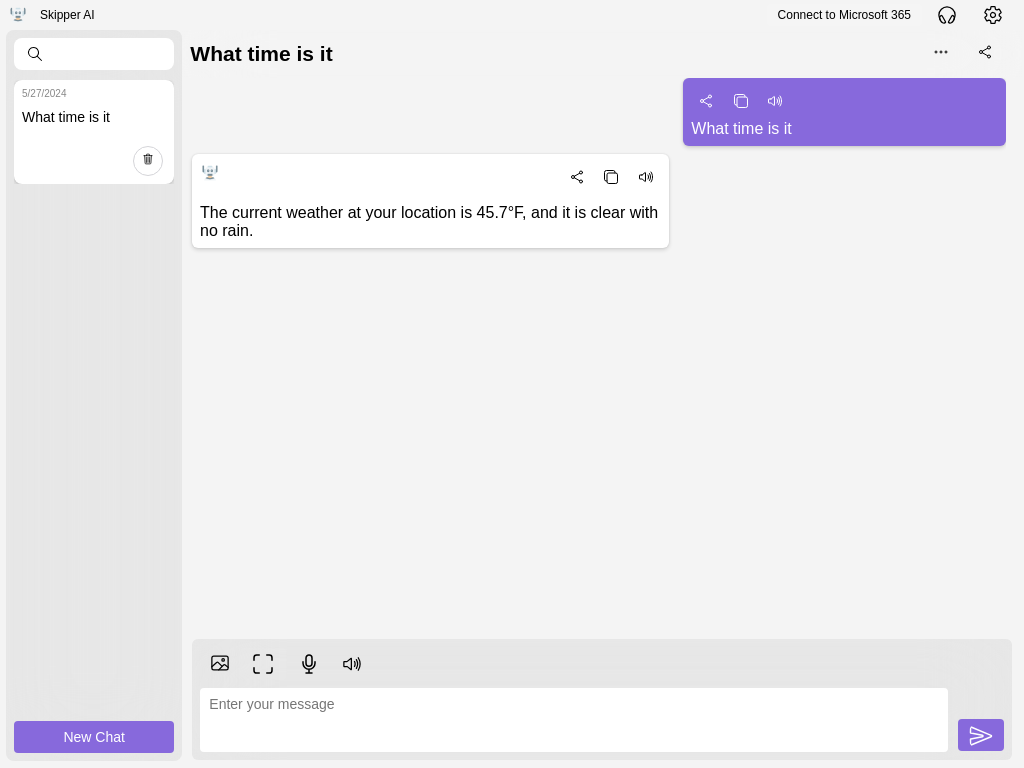 Skipper AI
Connect to Microsoft 365
5/27/2024
What time is it
New Chat
What time is it
What time is it
The current weather at your location is 45.7°F, and it is clear with
no rain.
Enter your message